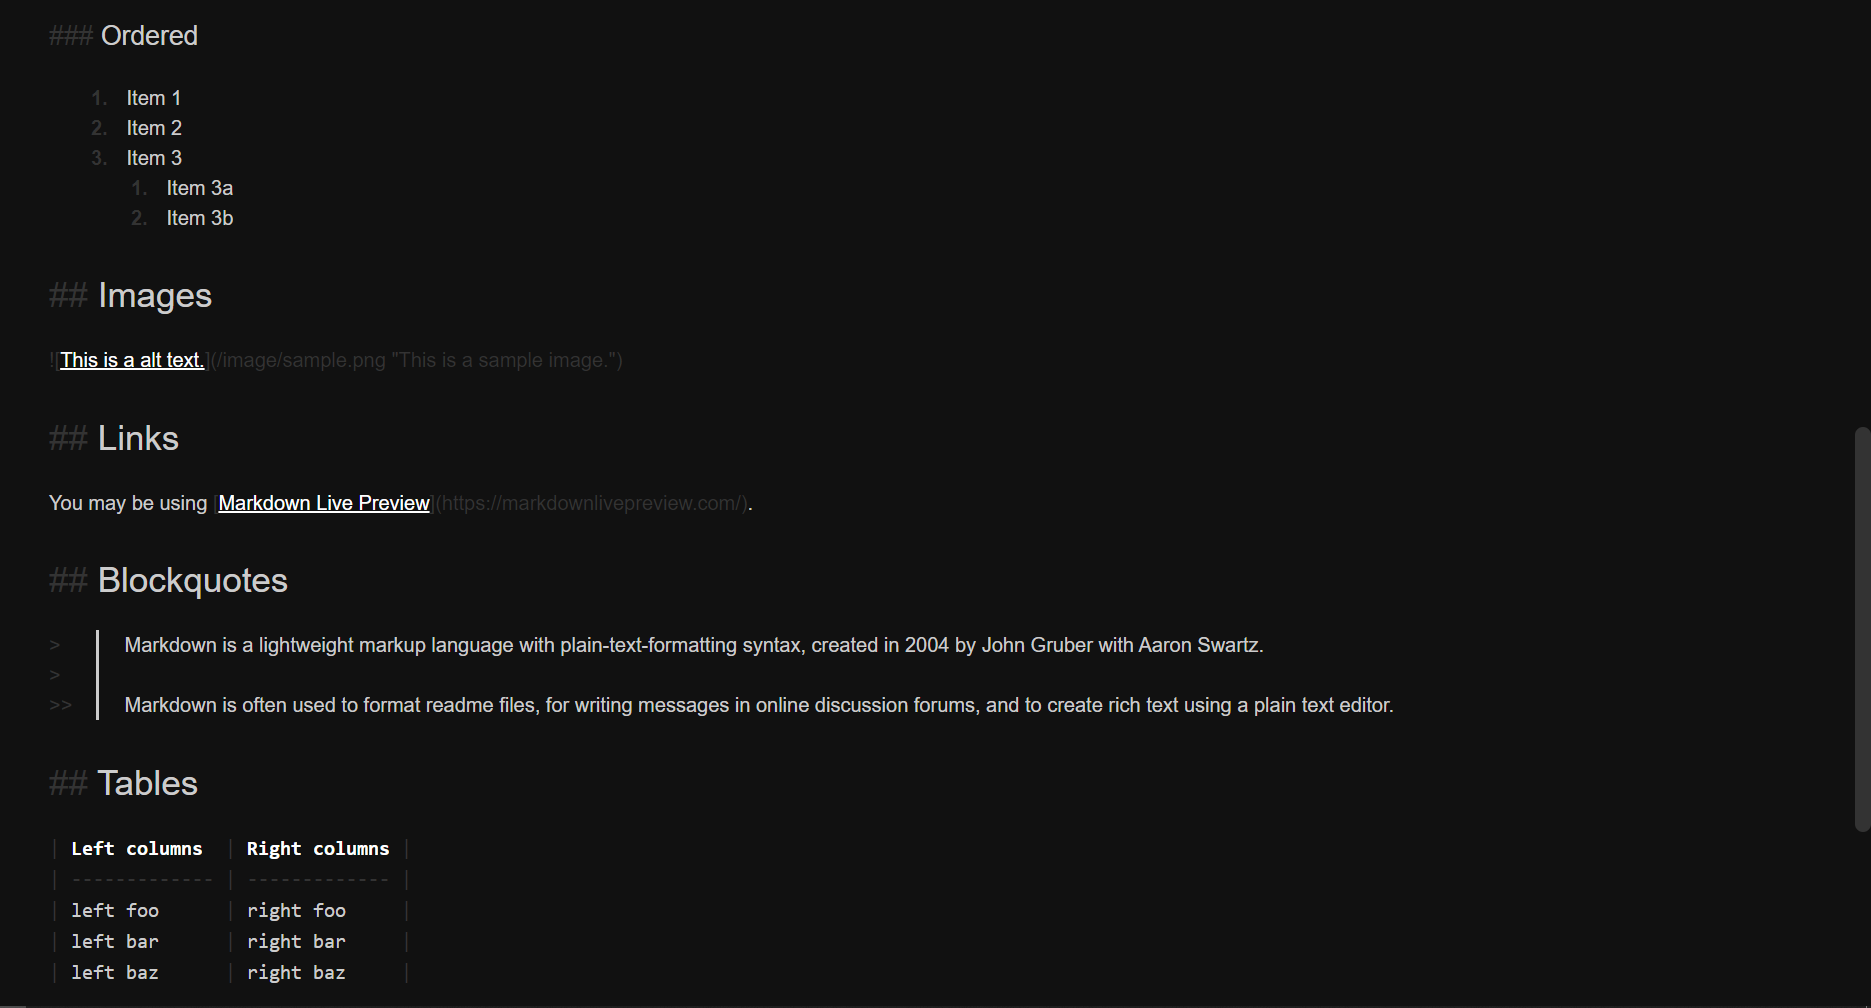 ### Ordered
1. Item 1
2. Item 2
3. Item 3
1. Item 3a
2. Item 3b
## Images
![This is a alt text.](/image/sample.png "This is a sample image.")
## Links
You may be using [Markdown Live Preview](https://markdownlivepreview.com/).
## Blockquotes
> Markdown is a lightweight markup language with plain-text-formatting syntax, created in 2004 by John Gruber with Aaron Swartz.
>
>> Markdown is often used to format readme files, for writing messages in online discussion forums, and to create rich text using a plain text editor.
## Tables
| Left columns | Right columns |
| ------------- | ------------- |
| left foo | right foo |
| left bar | right bar |
| left baz | right baz |